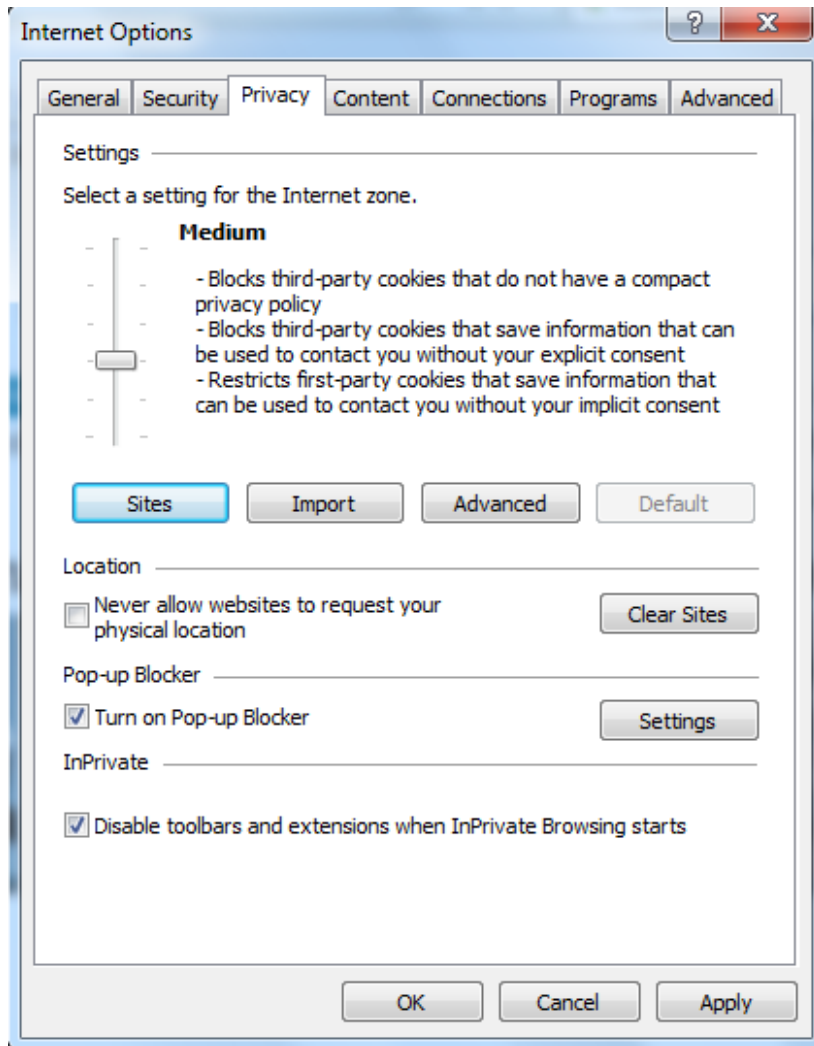 Internet Options
General Security Privacy Content Connections Programs Advanced
Settings
Select a setting for the Internet zone.
Medium
- Blocks third-party cookies that do not have a compact
privacy policy
- Blocks third-party cookies that save information that can
be used to contact you without your explicit consent
- Restricts first-party cookies that save information that
can be used to contact you without your implicit consent
Sites Import Advanced Default
Location
Never allow websites to request your
physical location
Clear Sites
Pop-up Blocker
Turn on Pop-up Blocker
Settings
InPrivate
Disable toolbars and extensions when InPrivate Browsing starts
OK Cancel Apply